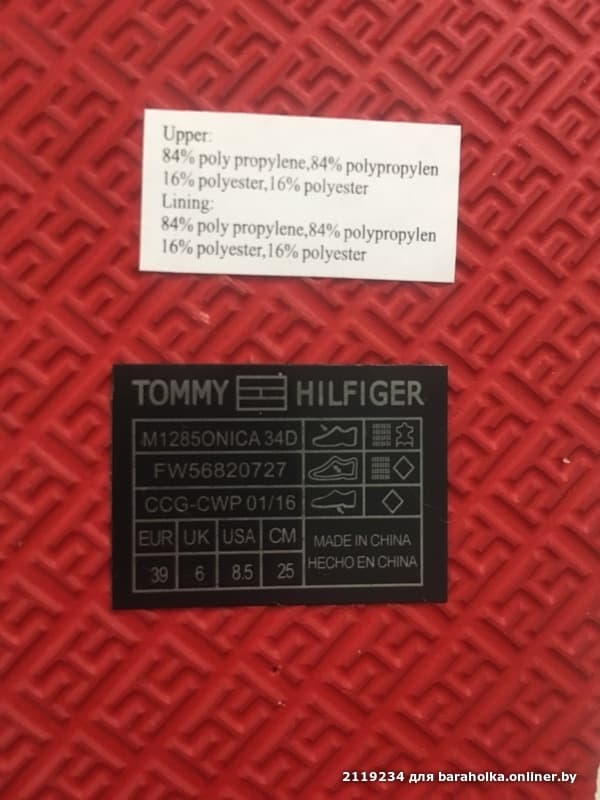 Upper:
84% poly propylene,84% polypropylen
16% polyester,16% polyester
Lining:
84% poly propylene,84% polypropylen
16% polyester,16% polyester
TOMMY HILFIGER
M1285ONICA 34D
FW56820727
CCG-CWP 01/16
EUR UK USA CM
39 6 8.5 25
MADE IN CHINA
HECHO EN CHINA
2119234 для baraholka.onliner.by